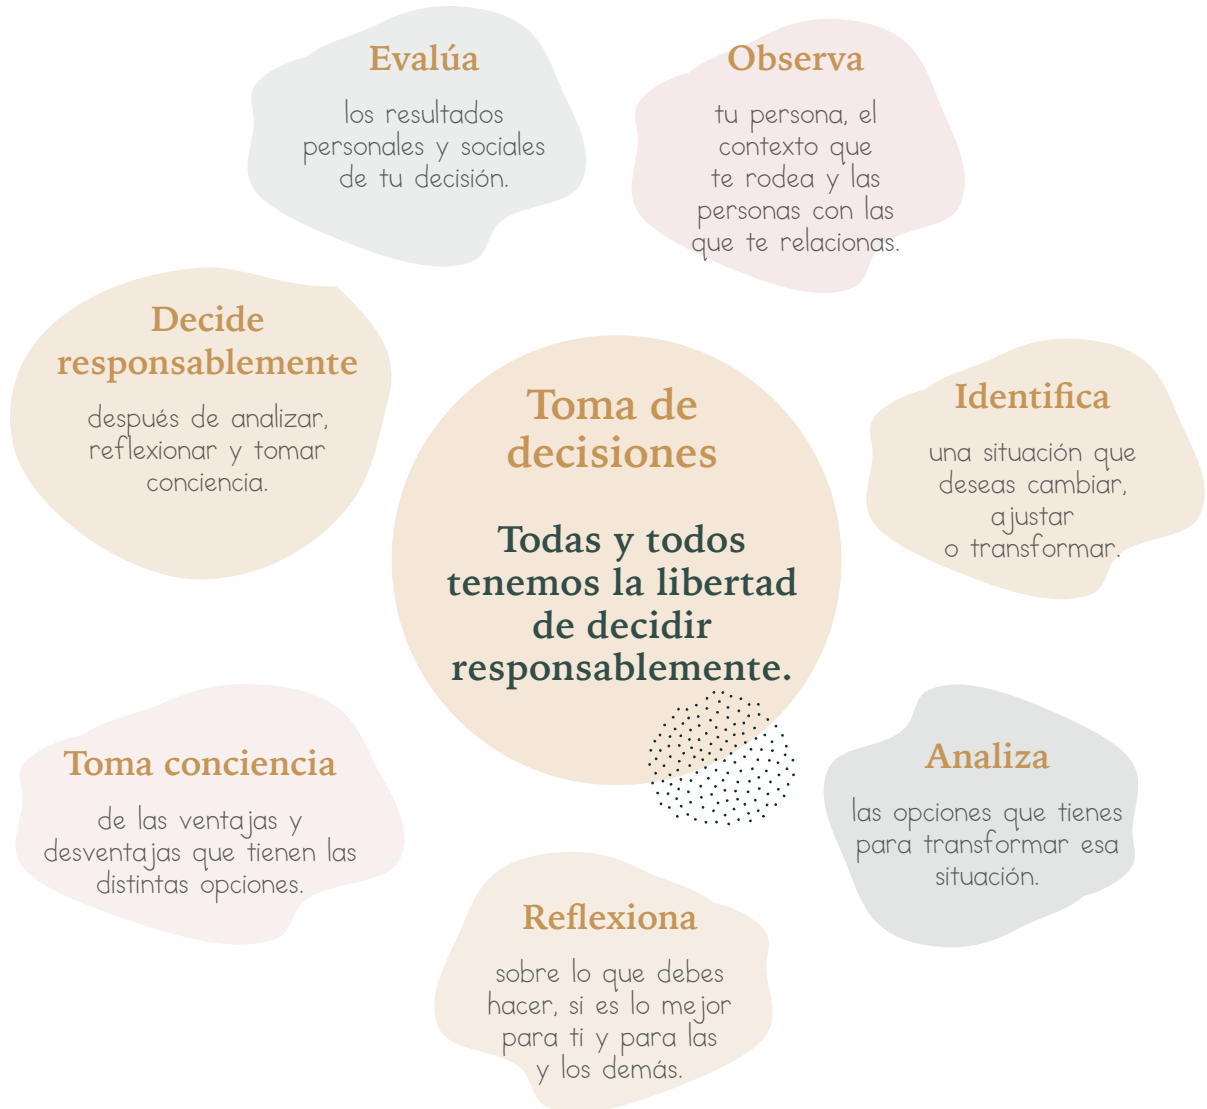 Evalúa
los resultados
personales y sociales
de tu decisión.
Observa
tu persona, el
contexto que
te rodea y las
personas con las
que te relacionas.
Decide
responsablemente
después de analizar,
reflexionar y tomar
conciencia.
Toma de
decisiones
Todas y todos
tenemos la libertad
de decidir
responsablemente.
Identifica
una situación que
deseas cambiar,
ajustar
o transformar.
Toma conciencia
de las ventajas y
desventajas que tienen las
distintas opciones.
Analiza
las opciones que tienes
para transformar esa
situación.
Reflexiona
sobre lo que debes
hacer, si es lo mejor
para ti y para las
y los demás.